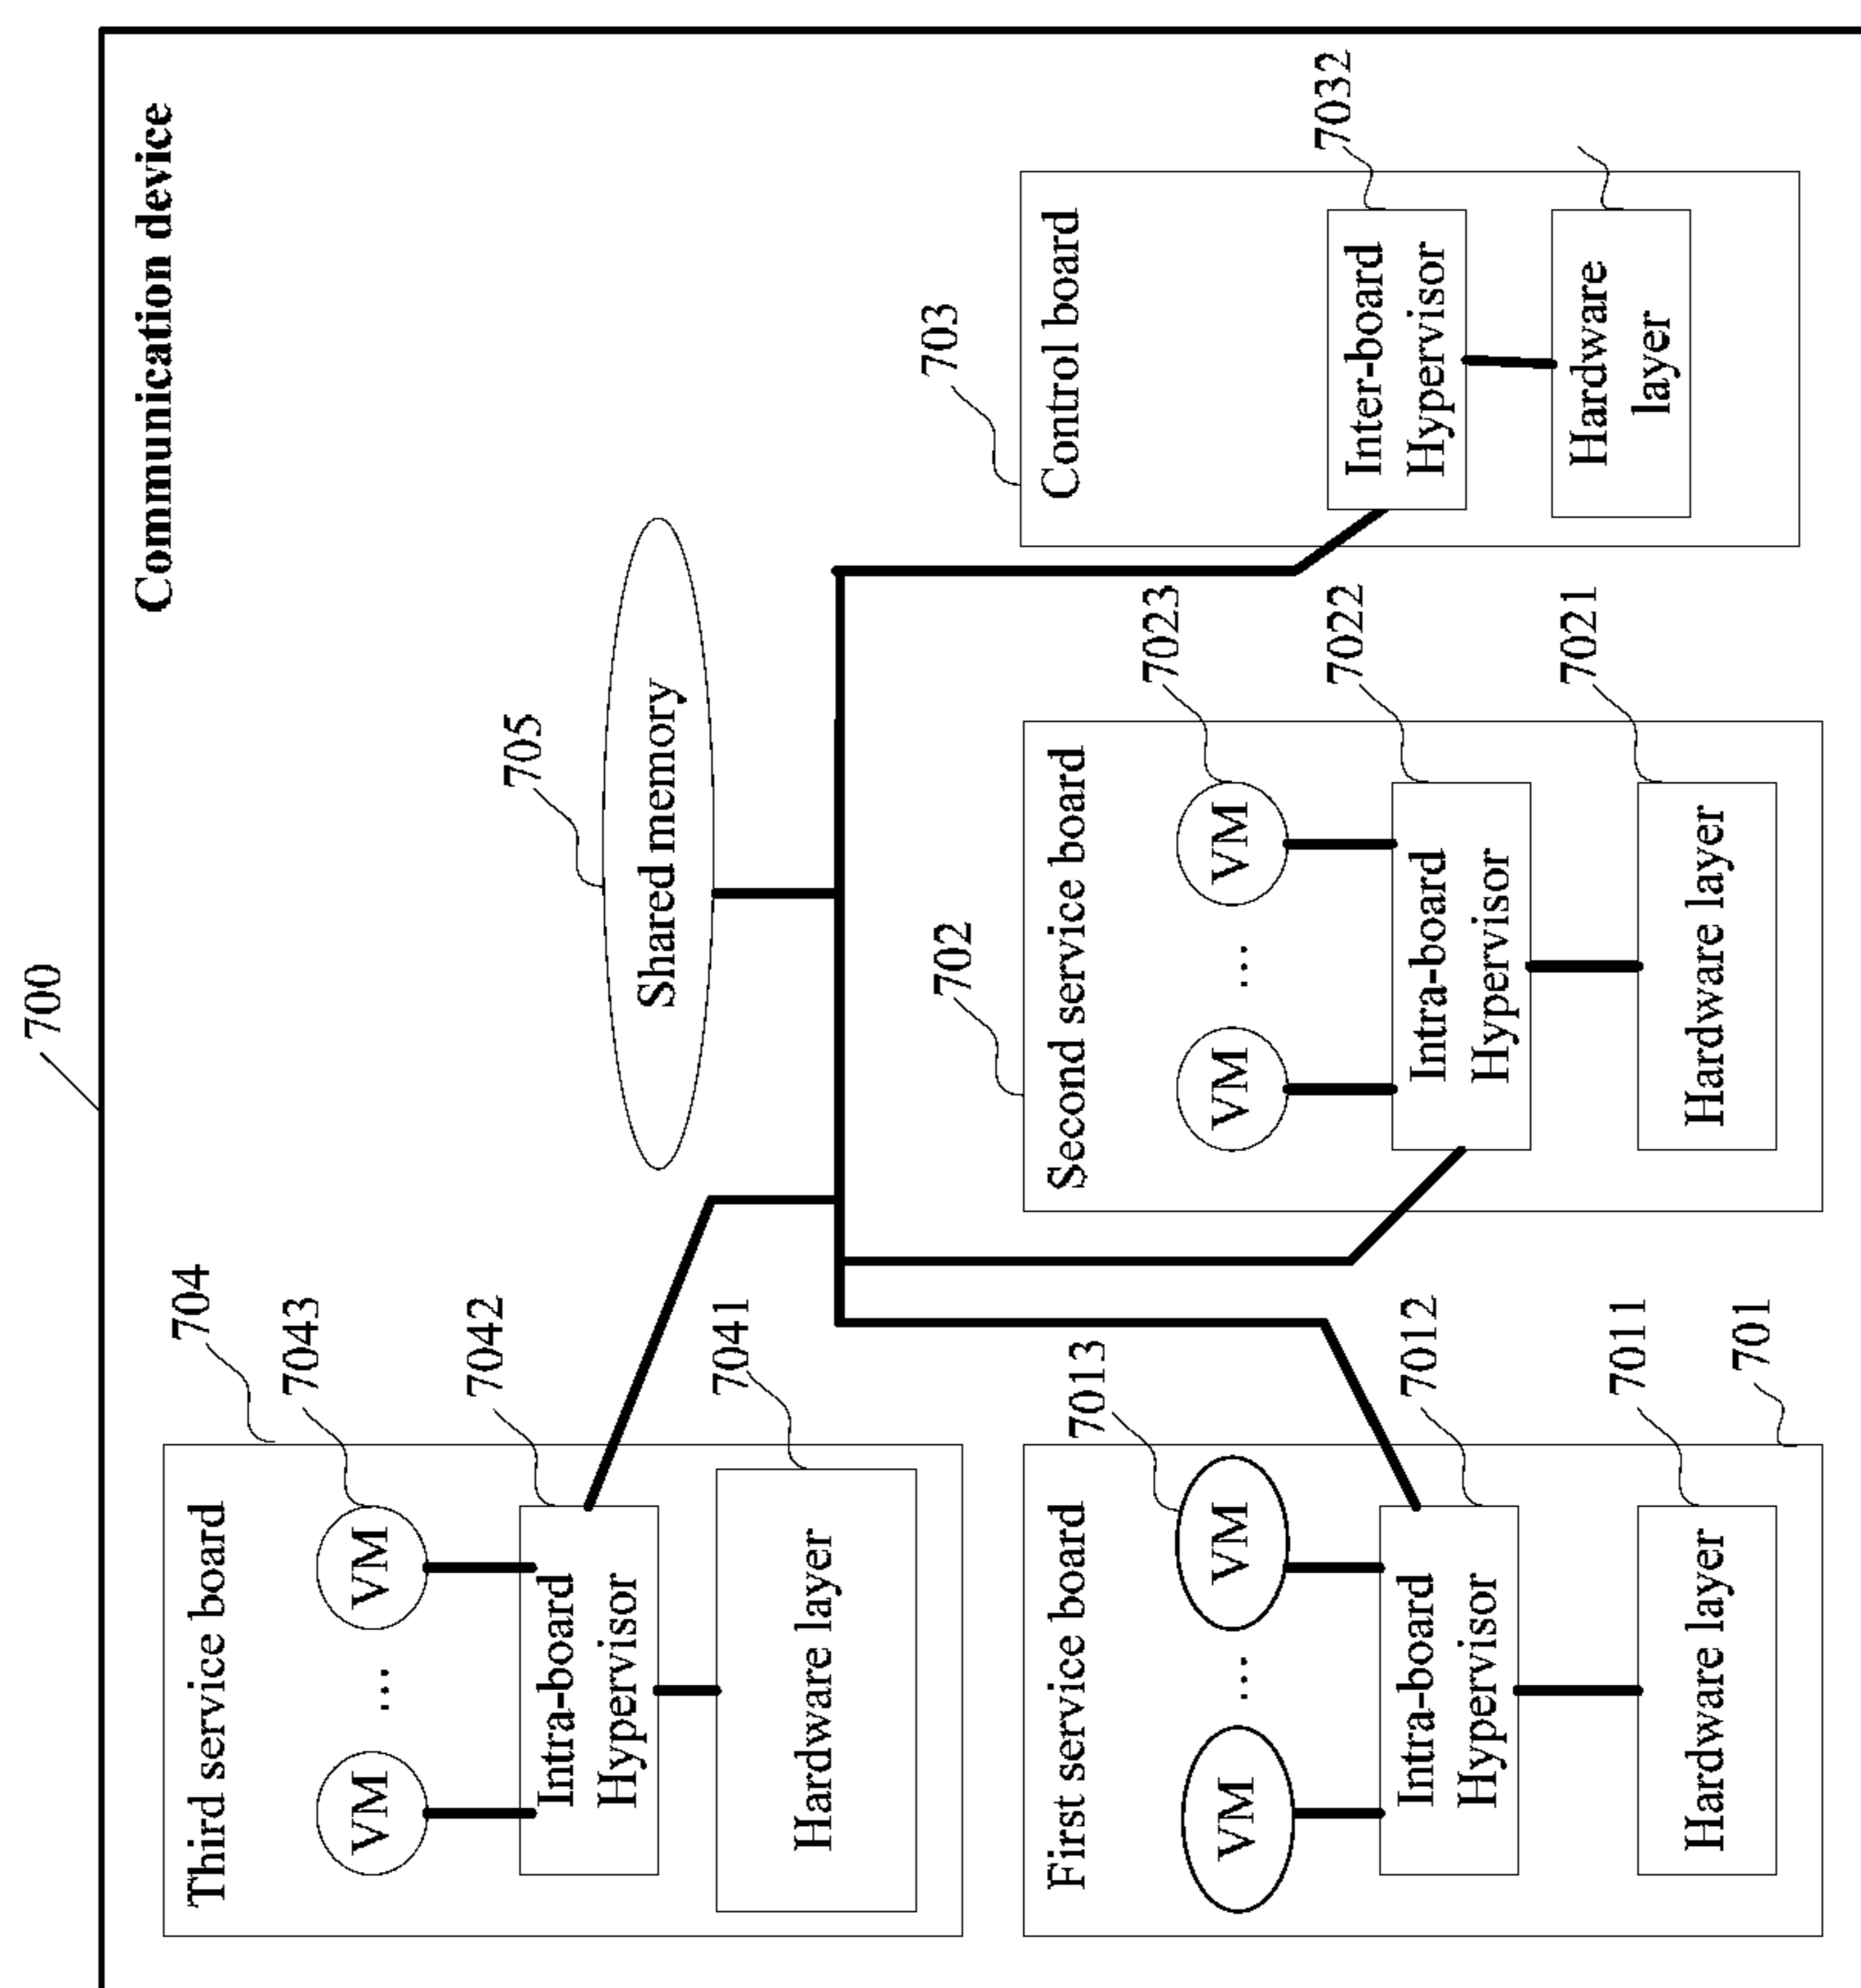 700
Communication device
704
Third service board
7043
VM
...
VM
7042
Intra-board
Hypervisor
7041
Hardware layer
705
Shared memory
First service board
7013
VM
...
VM
7012
Intra-board
Hypervisor
7011
Hardware layer
701
702
Second service board
7023
VM
...
VM
7022
Intra-board
Hypervisor
7021
Hardware layer
703
Control board
7032
Inter-board
Hypervisor
Hardware
layer